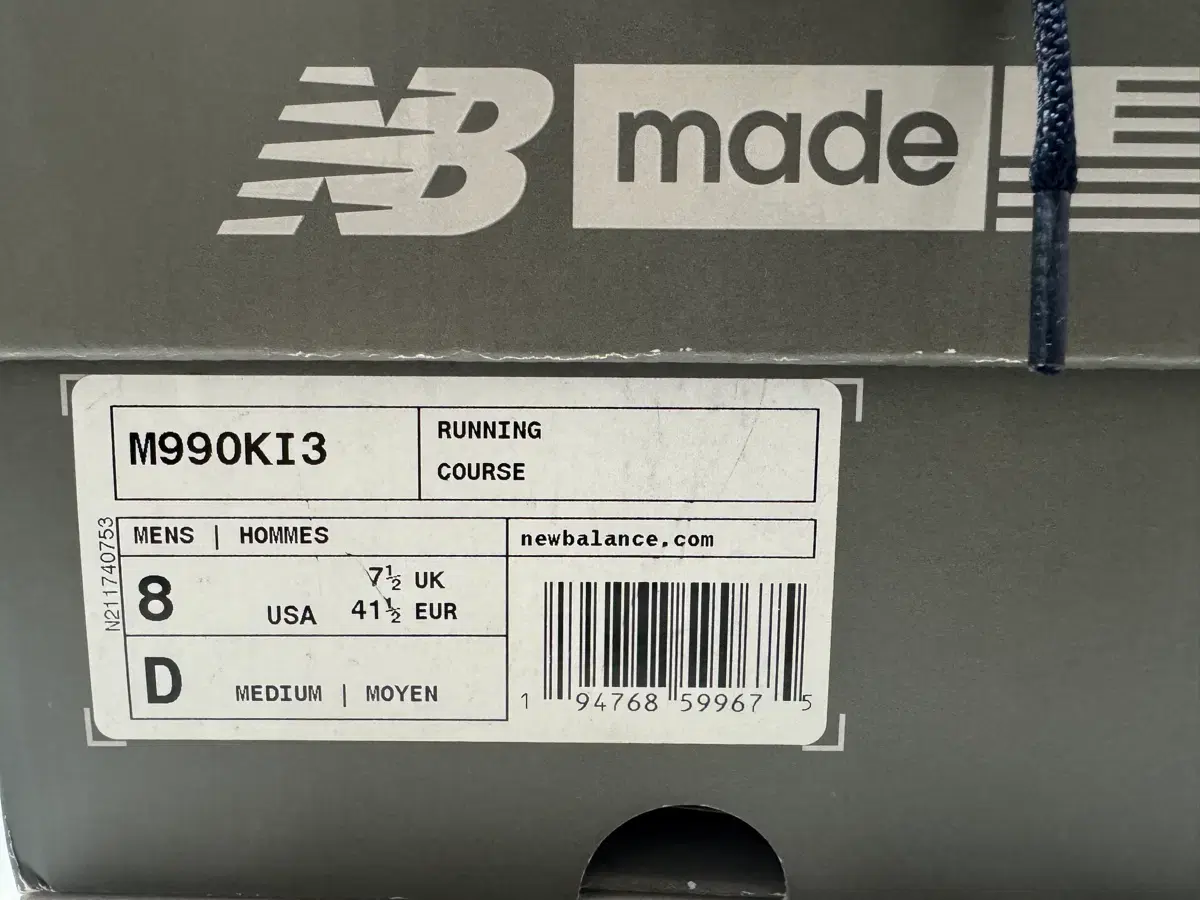 NB made
M990KI3
RUNNING
COURSE
N211740753
MENS | HOMMES
8 USA 7½ UK
41½ EUR
D MEDIUM | MOYEN
newbalance.com
1 94768 59967 5